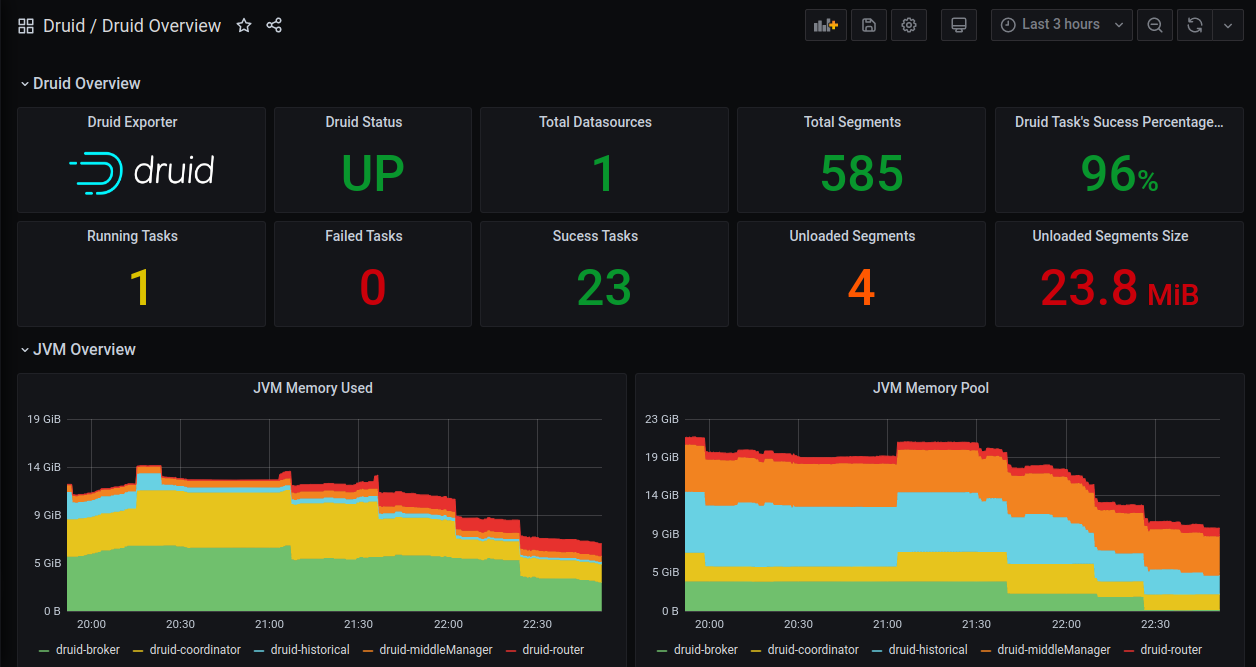 Druid / Druid Overview
Last 3 hours
Druid Overview
Druid Exporter
druid
Druid Status
UP
Total Datasources
1
Total Segments
585
Druid Task's Sucess Percentage...
96%
Running Tasks
1
Failed Tasks
0
Sucess Tasks
23
Unloaded Segments
4
Unloaded Segments Size
23.8 MiB
JVM Overview
JVM Memory Used
19 GiB
14 GiB
9 GiB
5 GiB
0 B
20:00 20:30 21:00 21:30 22:00 22:30
druid-broker druid-coordinator druid-historical druid-middleManager druid-router
JVM Memory Pool
23 GiB
19 GiB
14 GiB
9 GiB
5 GiB
0 B
20:00 20:30 21:00 21:30 22:00 22:30
druid-broker druid-coordinator druid-historical druid-middleManager druid-router